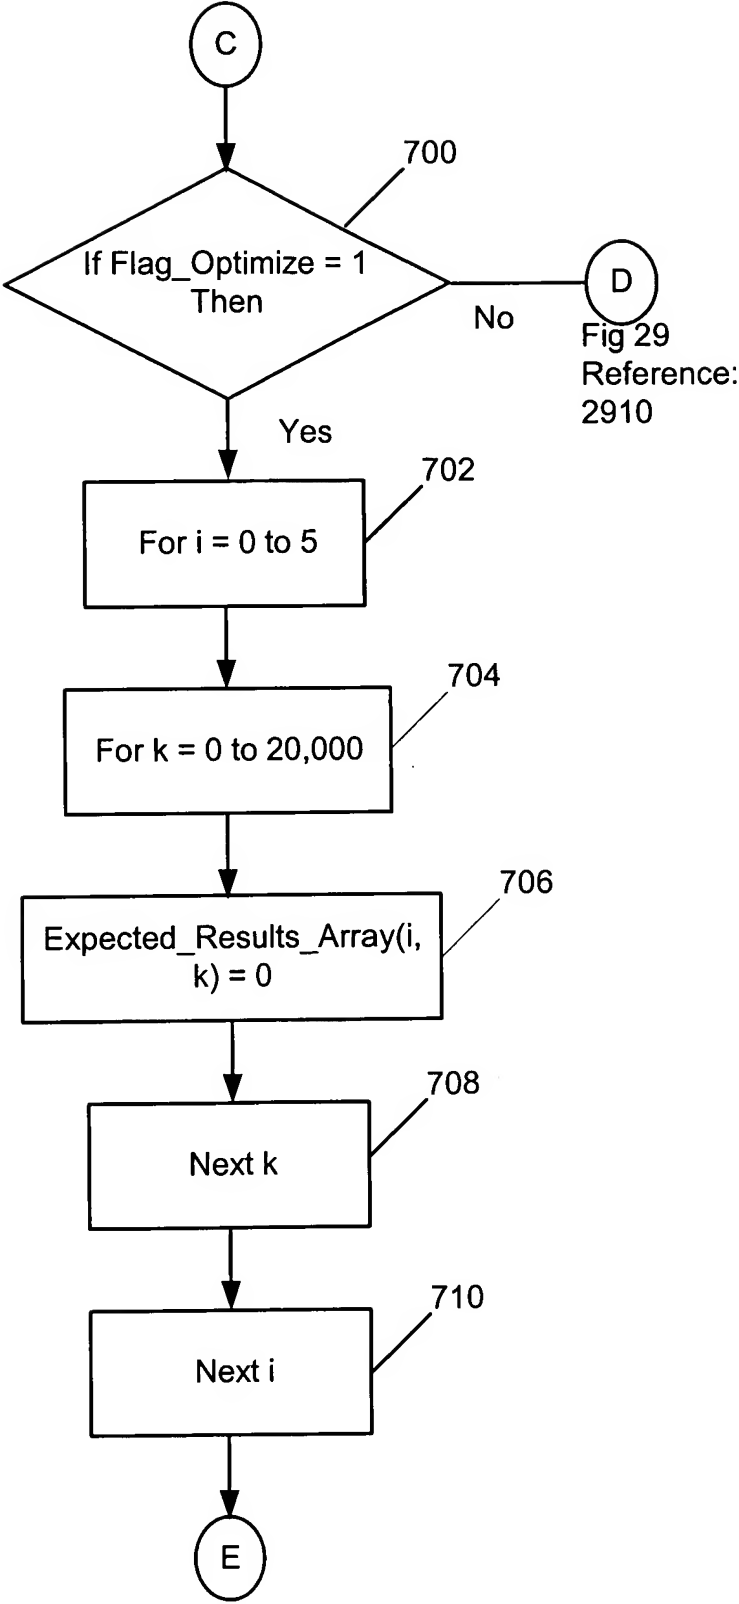 C
700
If Flag_Optimize = 1
Then
No
D
Fig 29
Reference:
2910
Yes
702
For i = 0 to 5
704
For k = 0 to 20,000
706
Expected_Results_Array(i,
k) = 0
708
Next k
710
Next i
E